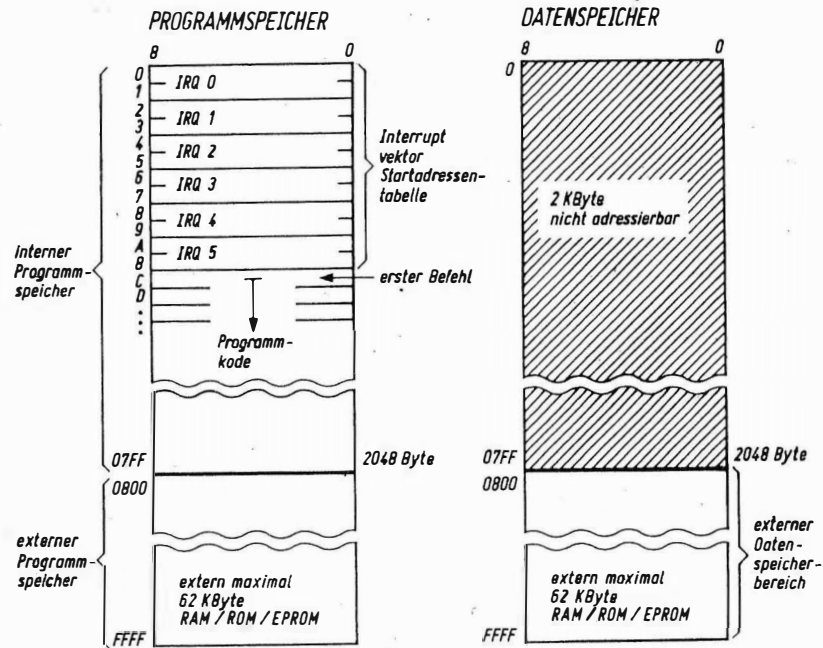 PROGRAMMSPEICHER
8 0
0
1
2
3
4
5
6
7
8
9
A
B
C
D
IRQ 0
IRQ 1
IRQ 2
IRQ 3
IRQ 4
IRQ 5
Interrupt
vektor
Startadressen-
tabelle
interner
Programm-
speicher
erster Befehl
Programm-
kode
07FF
2048 Byte
0800
externer
Programm-
speicher
extern maximal
62 KByte
RAM / ROM / EPROM
FFFF
DATENSPEICHER
8 0
0
2 KByte
nicht adressierbar
07FF
2048 Byte
0800
externer
Daten-
speicher-
bereich
extern maximal
62 KByte
RAM / ROM / EPROM
FFFF